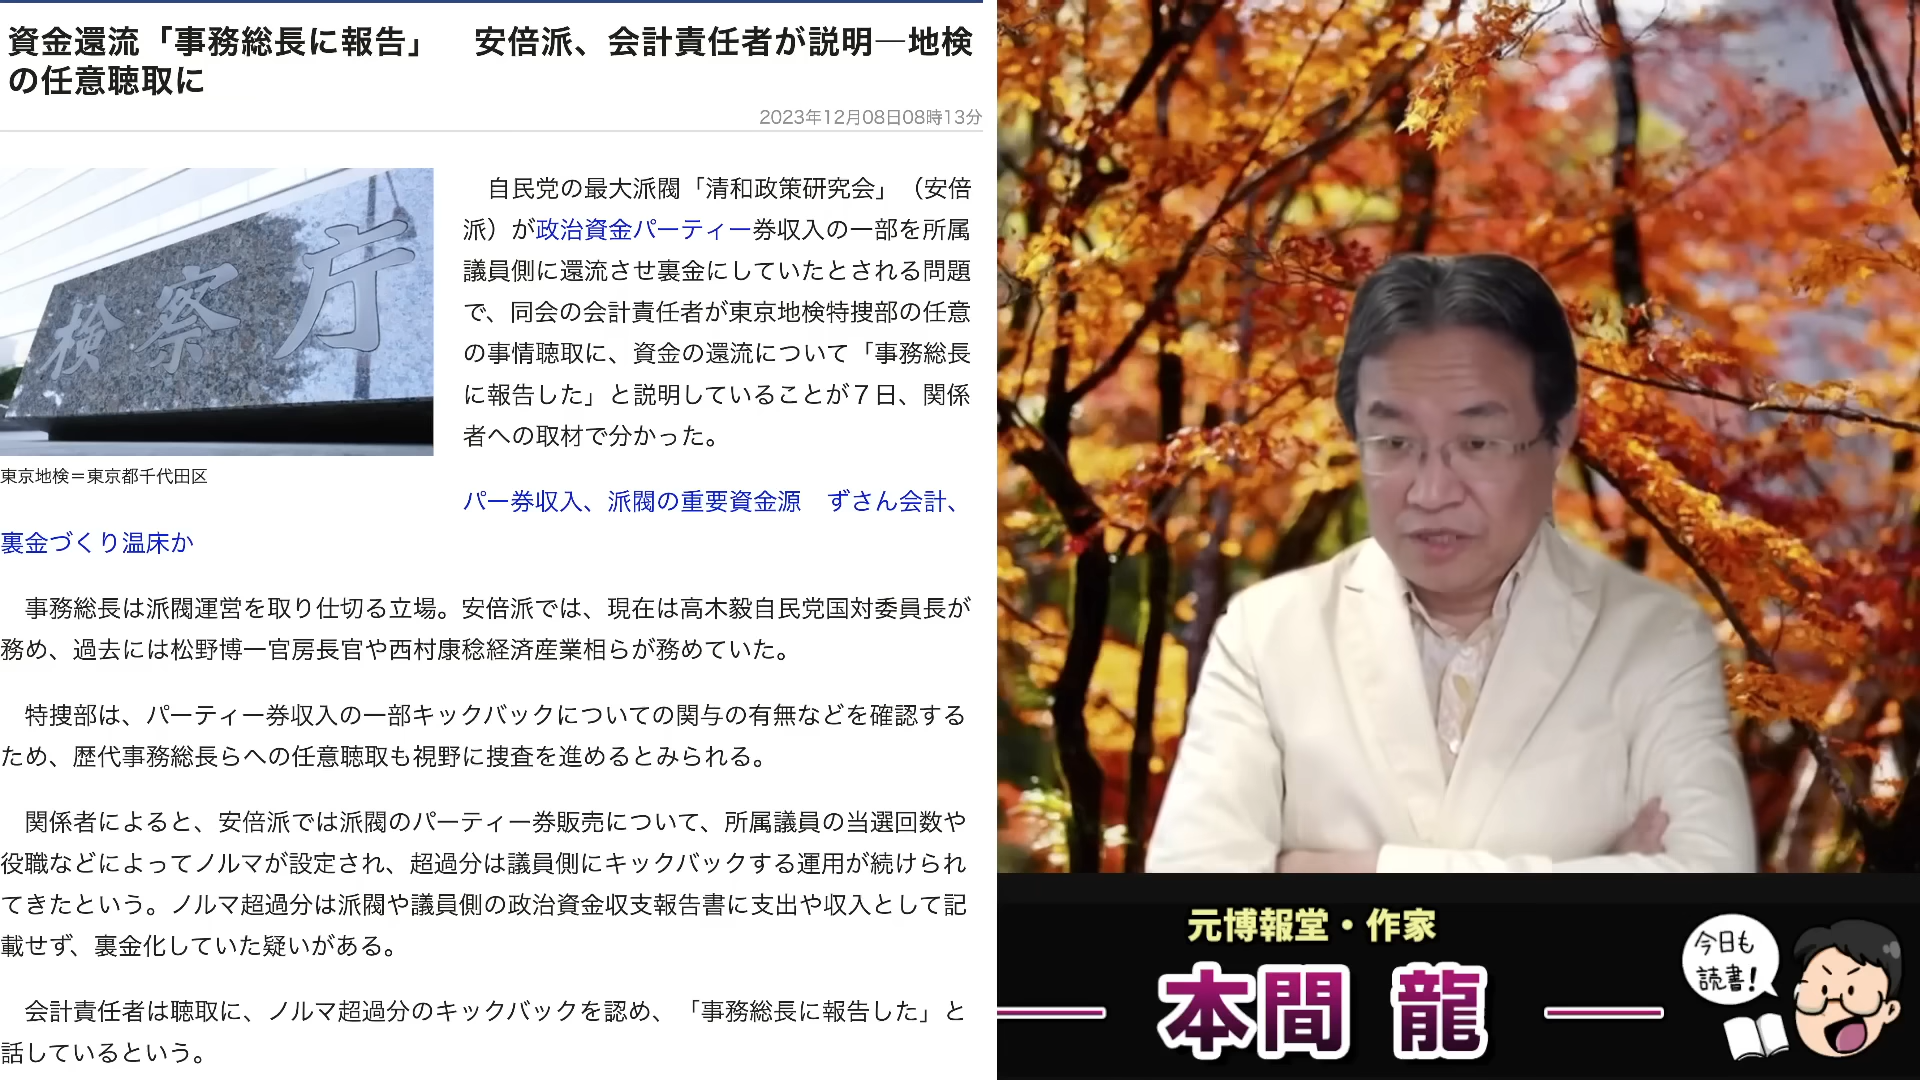 資金還流「事務総長に報告」　安倍派、会計責任者が説明―地検
の任意聴取に
2023年12月08日08時13分
検察庁
東京地検＝東京都千代田区
自民党の最大派閥「清和政策研究会」（安倍
派）が政治資金パーティー券収入の一部を所属
議員側に還流させ裏金にしていたとされる問題
で、同会の会計責任者が東京地検特捜部の任意
の事情聴取に、資金の還流について「事務総長
に報告した」と説明していることが７日、関係
者への取材で分かった。
パー券収入、派閥の重要資金源　ずさん会計、
裏金づくり温床か
事務総長は派閥運営を取り仕切る立場。安倍派では、現在は高木毅自民党国対委員長が
務め、過去には松野博一官房長官や西村康稔経済産業相らが務めていた。
特捜部は、パーティー券収入の一部キックバックについての関与の有無などを確認する
ため、歴代事務総長らへの任意聴取も視野に捜査を進めるとみられる。
関係者によると、安倍派では派閥のパーティー券販売について、所属議員の当選回数や
役職などによってノルマが設定され、超過分は議員側にキックバックする運用が続けられ
てきたという。ノルマ超過分は派閥や議員側の政治資金収支報告書に支出や収入として記
載せず、裏金化していた疑いがある。
会計責任者は聴取に、ノルマ超過分のキックバックを認め、「事務総長に報告した」と
話しているという。
元博報堂・作家
本間 龍
今日も
読書！